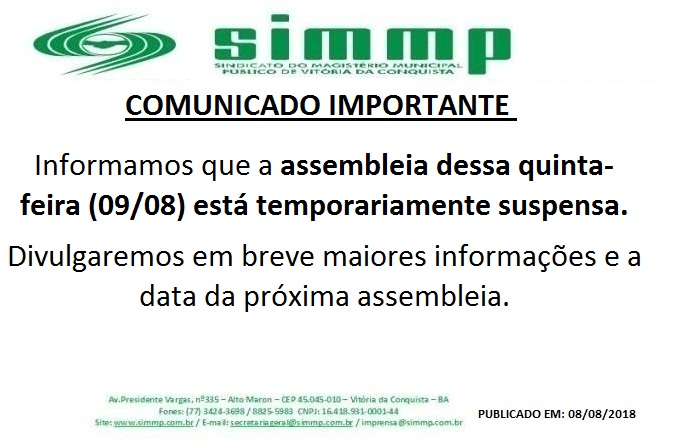 simmp
SINDICATO DO MAGISTÉRIO MUNICIPAL
PÚBLICO DE VITÓRIA DA CONQUISTA
COMUNICADO IMPORTANTE
Informamos que a assembleia dessa quinta-
feira (09/08) está temporariamente suspensa.
Divulgaremos em breve maiores informações e a
data da próxima assembleia.
Av.Presidente Vargas, nº335 – Alto Maron – CEP 45.045-010 – Vitória da Conquista – BA
Fones: (77) 3424-3698 / 8825-5983 CNPJ: 16.418.931-0001-44
Site: www.simmp.com.br / E-mail: secretariageral@simmp.com.br / imprensa@simmp.com.br
PUBLICADO EM: 08/08/2018